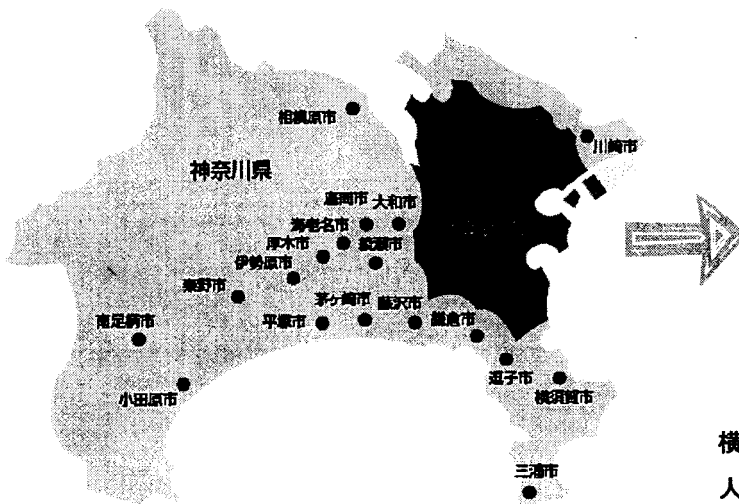 相模原市
川崎市
神奈川県
座間市
大和市
海老名市
厚木市
綾瀬市
伊勢原市
秦野市
茅ヶ崎市
藤沢市
南足柄市
平塚市
鎌倉市
逗子市
小田原市
横須賀市
三浦市
横
人